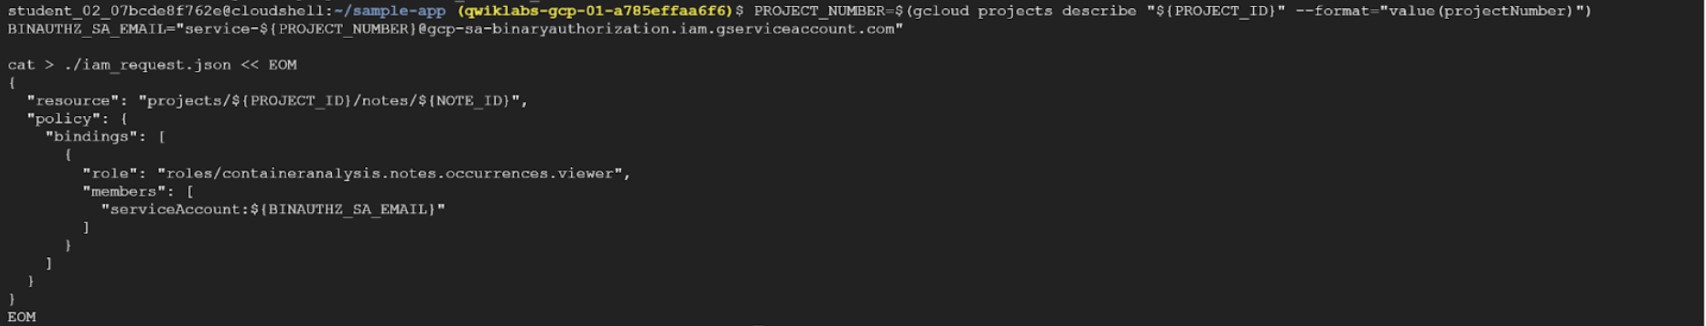 student_02_07bcde8f762e@cloudshell:~/sample-app (qwiklabs-gcp-01-a785effaa6f6)$ PROJECT_NUMBER=$(gcloud projects describe "${PROJECT_ID}" --format="value(projectNumber)")
BINAUTHZ_SA_EMAIL="service-${PROJECT_NUMBER}@gcp-sa-binaryauthorization.iam.gserviceaccount.com"
cat > ./iam_request.json << EOM
{
"resource": "projects/${PROJECT_ID}/notes/${NOTE_ID}",
"policy": {
"bindings": [
{
"role": "roles/containeranalysis.notes.occurrences.viewer",
"members": [
"serviceAccount:${BINAUTHZ_SA_EMAIL}"
]
}
]
}
}
EOM